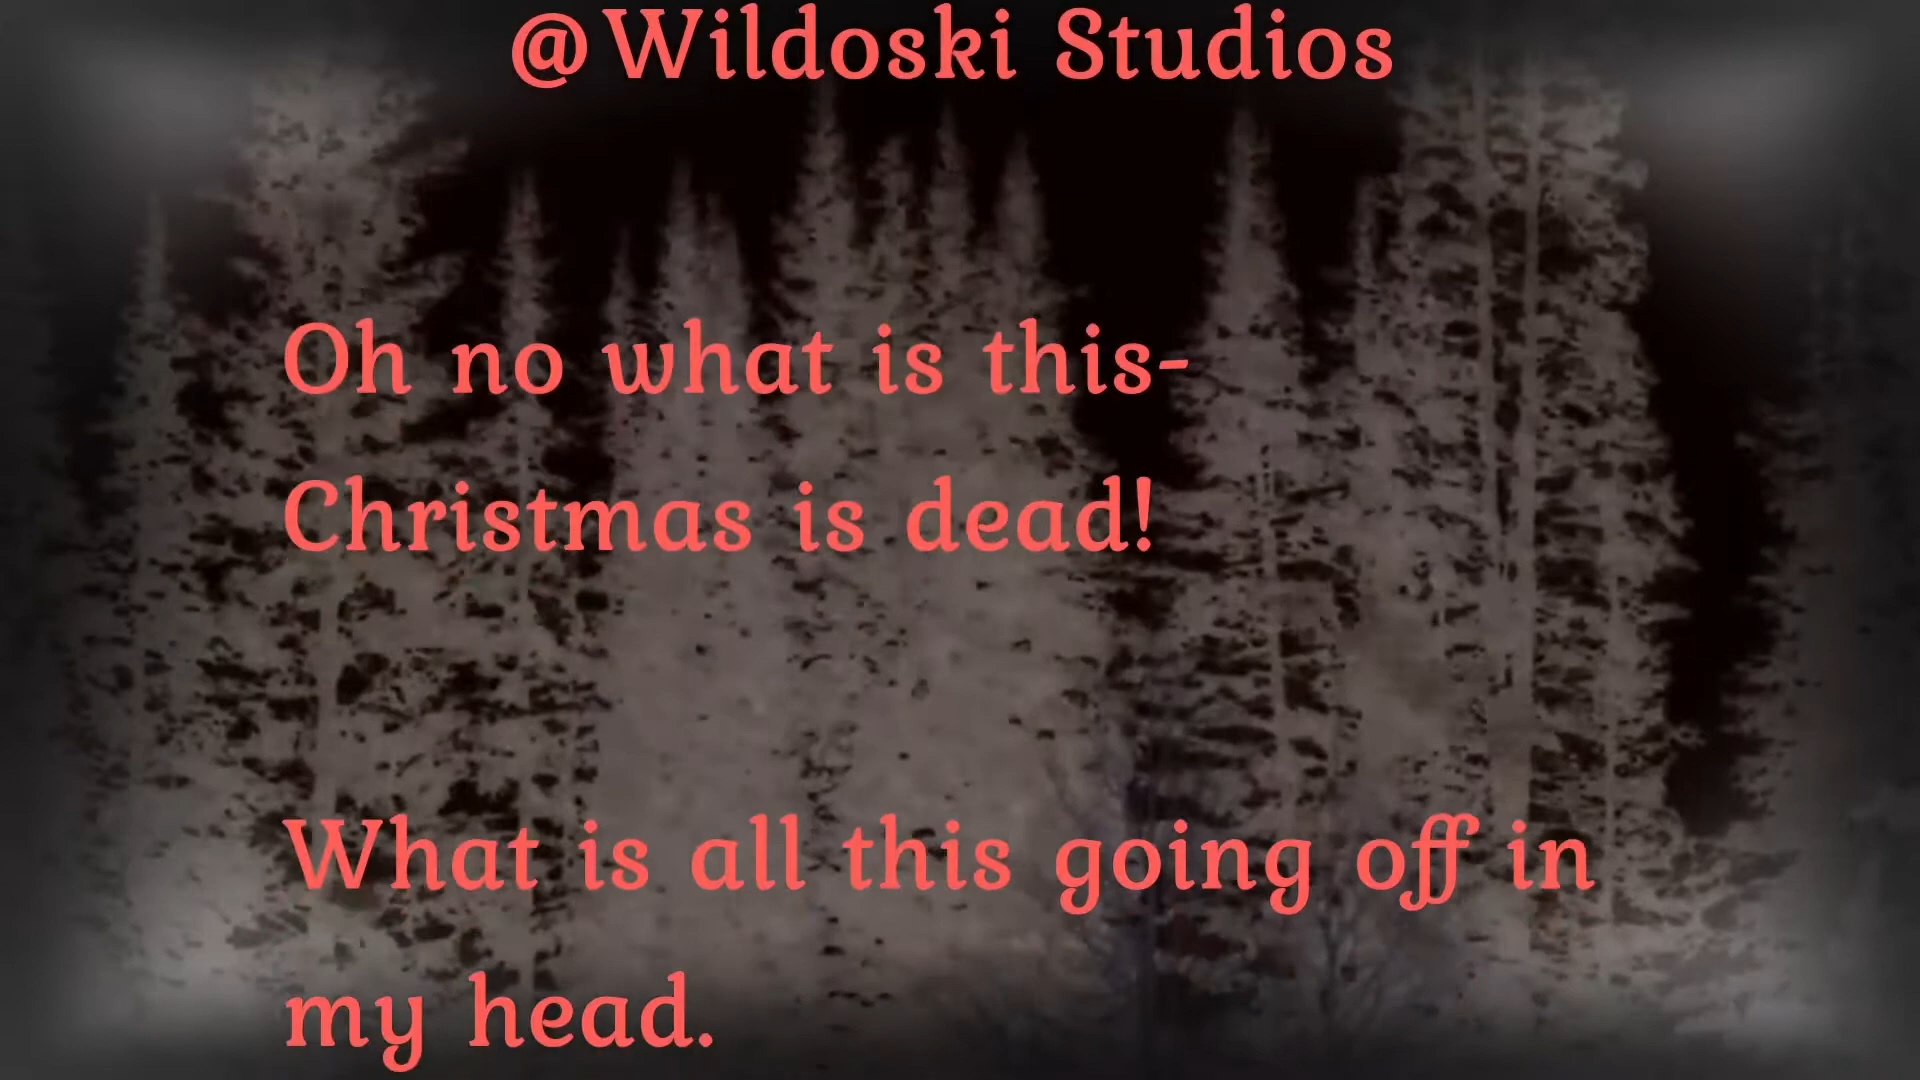 @Wildoski Studios
Oh no what is this-
Christmas is dead!
What is all this going off in
my head.